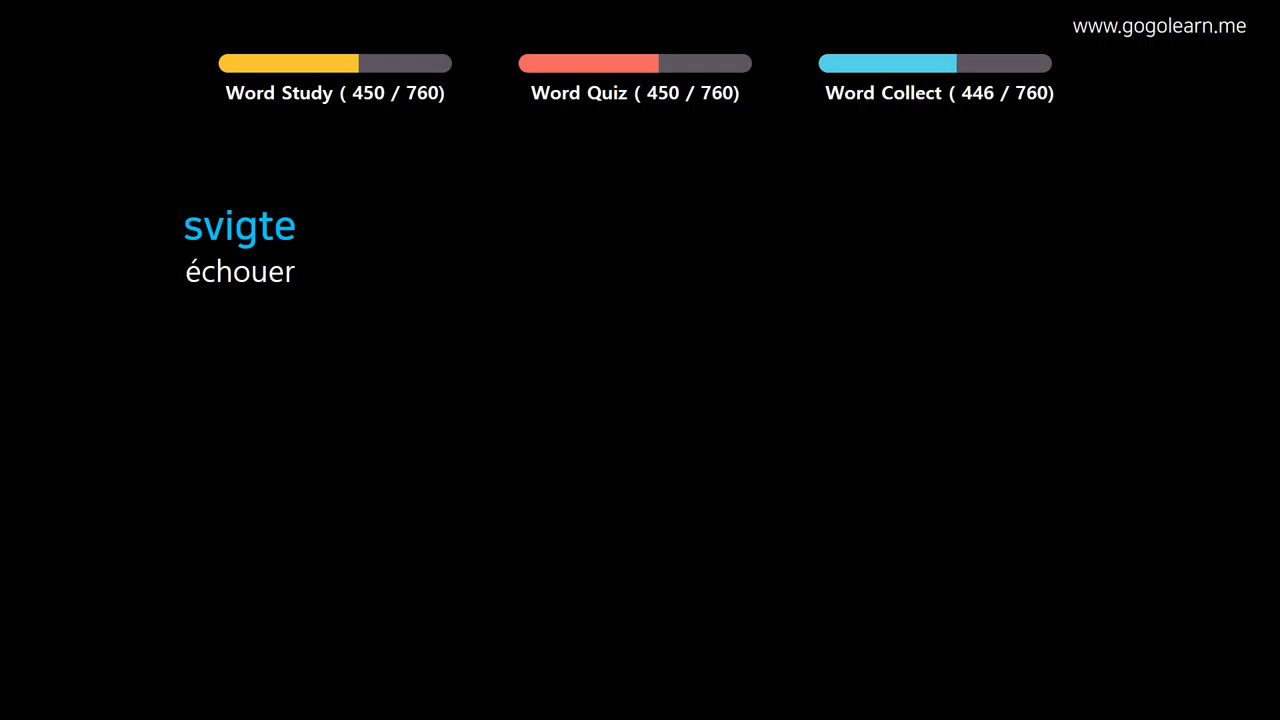 www.gogolearn.me
Word Study ( 450 / 760)
Word Quiz ( 450 / 760)
Word Collect ( 446 / 760)
svigte
échouer